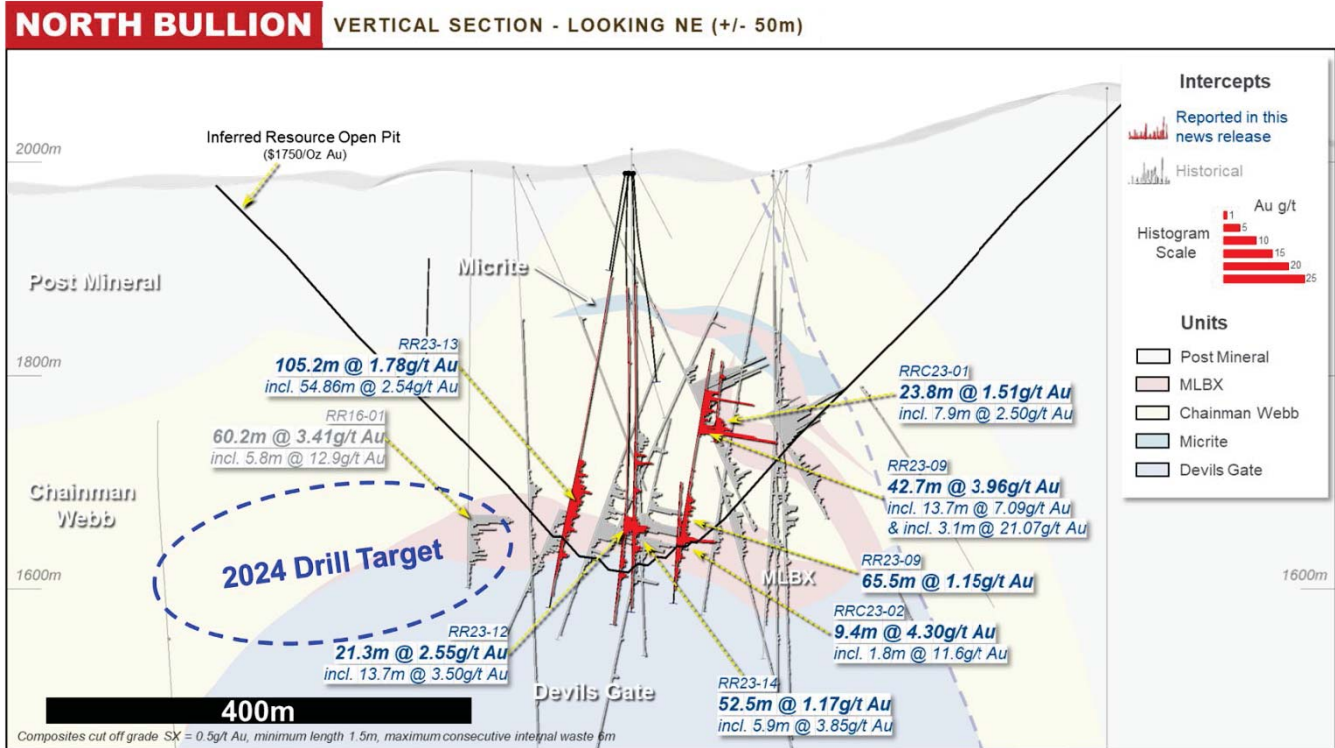 NORTH BULLION
VERTICAL SECTION - LOOKING NE (+/- 50m)
Inferred Resource Open Pit
($1750/Oz Au)
2000m
Post Mineral
Micrite
1800m
RR23-13
105.2m @ 1.78g/t Au
incl. 54.86m @ 2.54g/t Au
RR16-01
60.2m @ 3.41g/t Au
incl. 5.8m @ 12.9g/t Au
Chainman
Webb
2024 Drill Target
1600m
RR23-12
21.3m @ 2.55g/t Au
incl. 13.7m @ 3.50g/t Au
Devils Gate
400m
Composites cut off grade SX = 0.5g/t Au, minimum length 1.5m, maximum consecutive internal waste 6m
RRC23-01
23.8m @ 1.51g/t Au
incl. 7.9m @ 2.50g/t Au
RR23-09
42.7m @ 3.96g/t Au
incl. 13.7m @ 7.09g/t Au
& incl. 3.1m @ 21.07g/t Au
RR23-09
65.5m @ 1.15g/t Au
MLBX
RRC23-02
9.4m @ 4.30g/t Au
incl. 1.8m @ 11.6g/t Au
RR23-14
52.5m @ 1.17g/t Au
incl. 5.9m @ 3.85g/t Au
1600m
Intercepts
Reported in this
news release
Historical
Au g/t
Histogram
Scale
1
5
10
15
20
25
Units
Post Mineral
MLBX
Chainman Webb
Micrite
Devils Gate